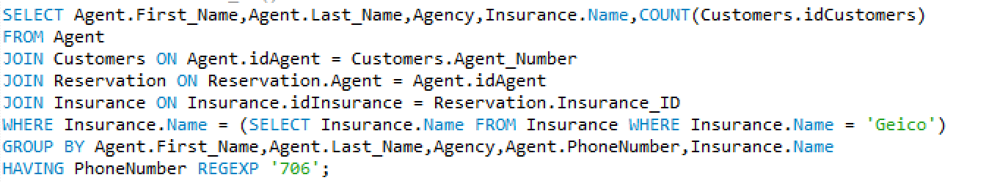 SELECT Agent.First_Name,Agent.Last_Name,Agency,Insurance.Name,COUNT(Customers.idCustomers)
FROM Agent
JOIN Customers ON Agent.idAgent = Customers.Agent_Number
JOIN Reservation ON Reservation.Agent = Agent.idAgent
JOIN Insurance ON Insurance.idInsurance = Reservation.Insurance_ID
WHERE Insurance.Name = (SELECT Insurance.Name FROM Insurance WHERE Insurance.Name = 'Geico')
GROUP BY Agent.First_Name,Agent.Last_Name,Agency,Agent.PhoneNumber,Insurance.Name
HAVING PhoneNumber REGEXP '706';